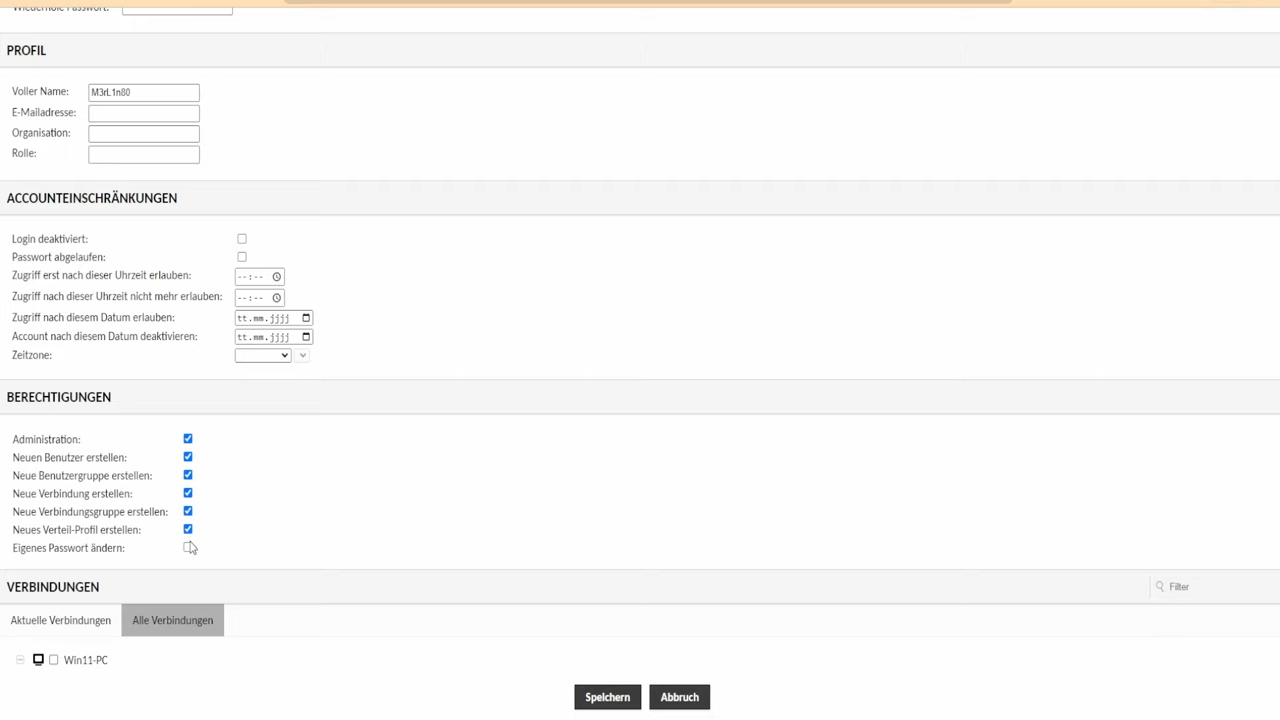 Wiederhole Passwort:
PROFIL
Voller Name: M3rL1n80
E-Mailadresse:
Organisation:
Rolle:
ACCOUNTEINSCHRÄNKUNGEN
Login deaktiviert:
Passwort abgelaufen:
Zugriff erst nach dieser Uhrzeit erlauben: --:--
Zugriff nach dieser Uhrzeit nicht mehr erlauben: --:--
Zugriff nach diesem Datum erlauben: tt.mm.jjjj
Account nach diesem Datum deaktivieren: tt.mm.jjjj
Zeitzone:
BERECHTIGUNGEN
Administration:
Neuen Benutzer erstellen:
Neue Benutzergruppe erstellen:
Neue Verbindung erstellen:
Neue Verbindungsgruppe erstellen:
Neues Verteil-Profil erstellen:
Eigenes Passwort ändern:
VERBINDUNGEN Filter
Aktuelle Verbindungen Alle Verbindungen
Win11-PC
Speichern Abbruch